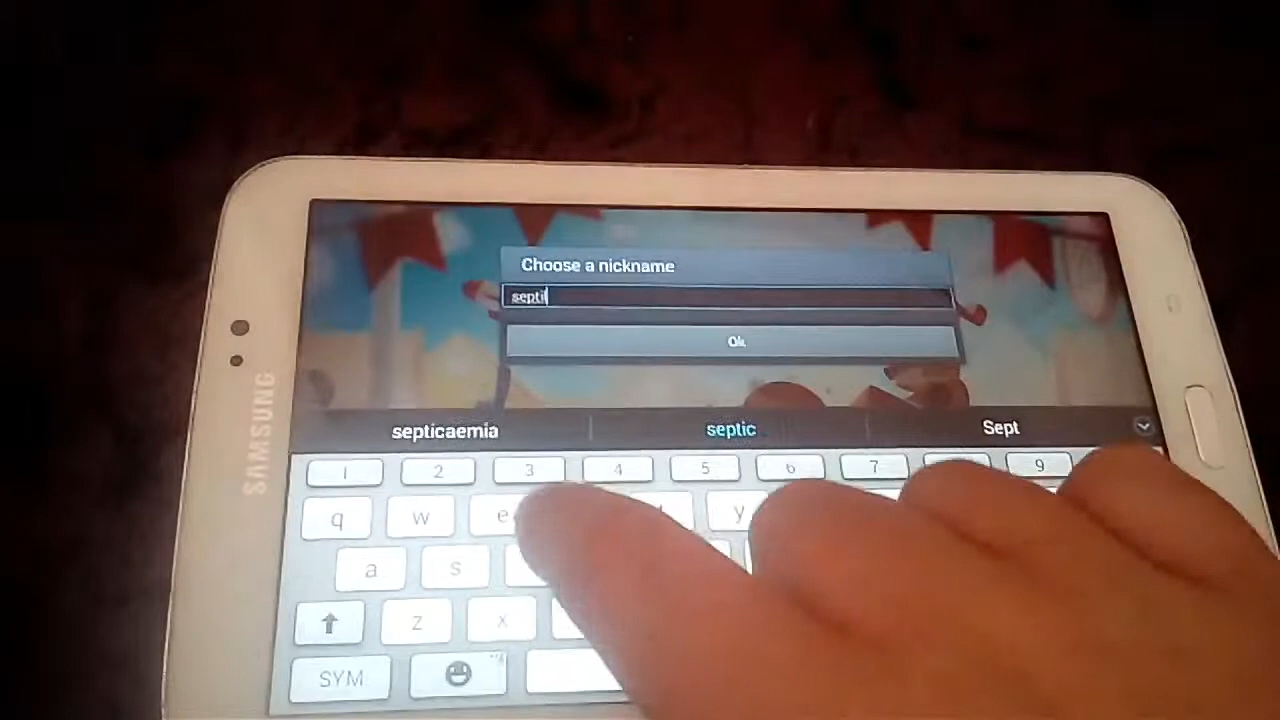 Choose a nickname
septi
Ok
septicaemia septic Sept
1 2 3 4 5 6 7 9
q w e y
a s
z x
SYM
SAMSUNG